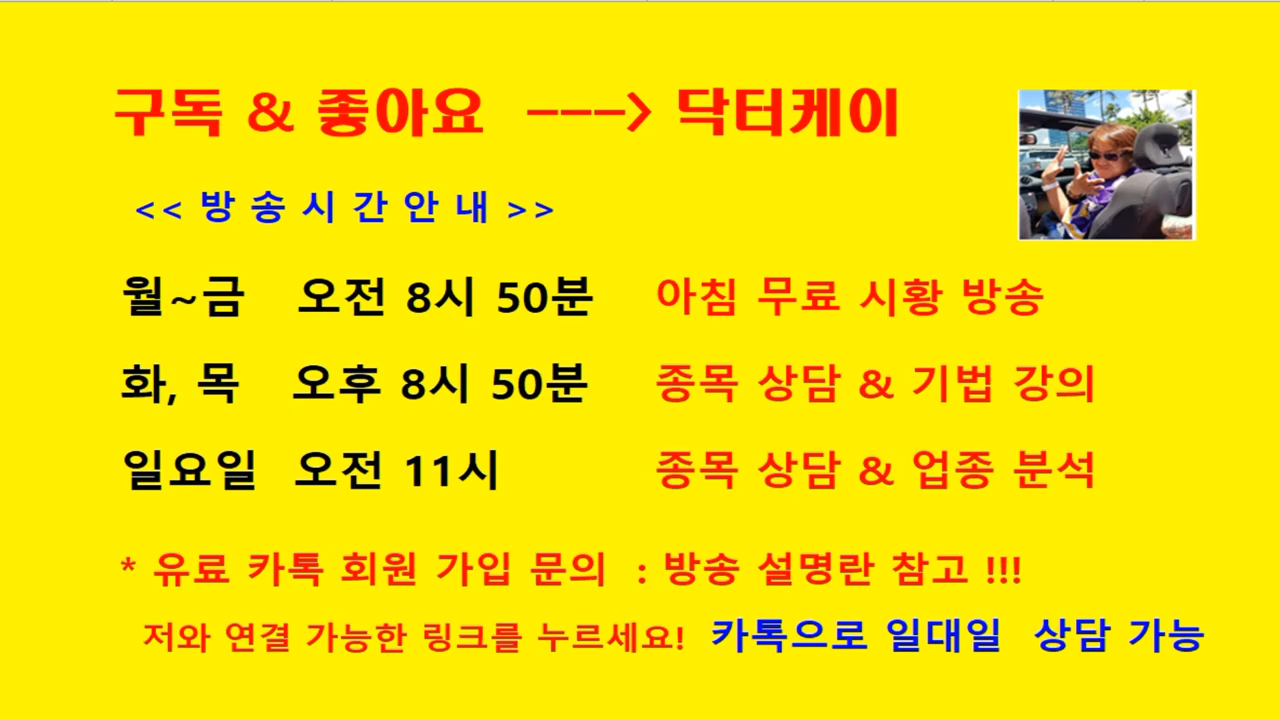 구독 & 좋아요 ---> 닥터케이
<< 방 송 시 간 안 내 >>
월~금 오전 8시 50분 아침 무료 시황 방송
화, 목 오후 8시 50분 종목 상담 & 기법 강의
일요일 오전 11시 종목 상담 & 업종 분석
* 유료 카톡 회원 가입 문의 : 방송 설명란 참고 !!!
저와 연결 가능한 링크를 누르세요! 카톡으로 일대일 상담 가능